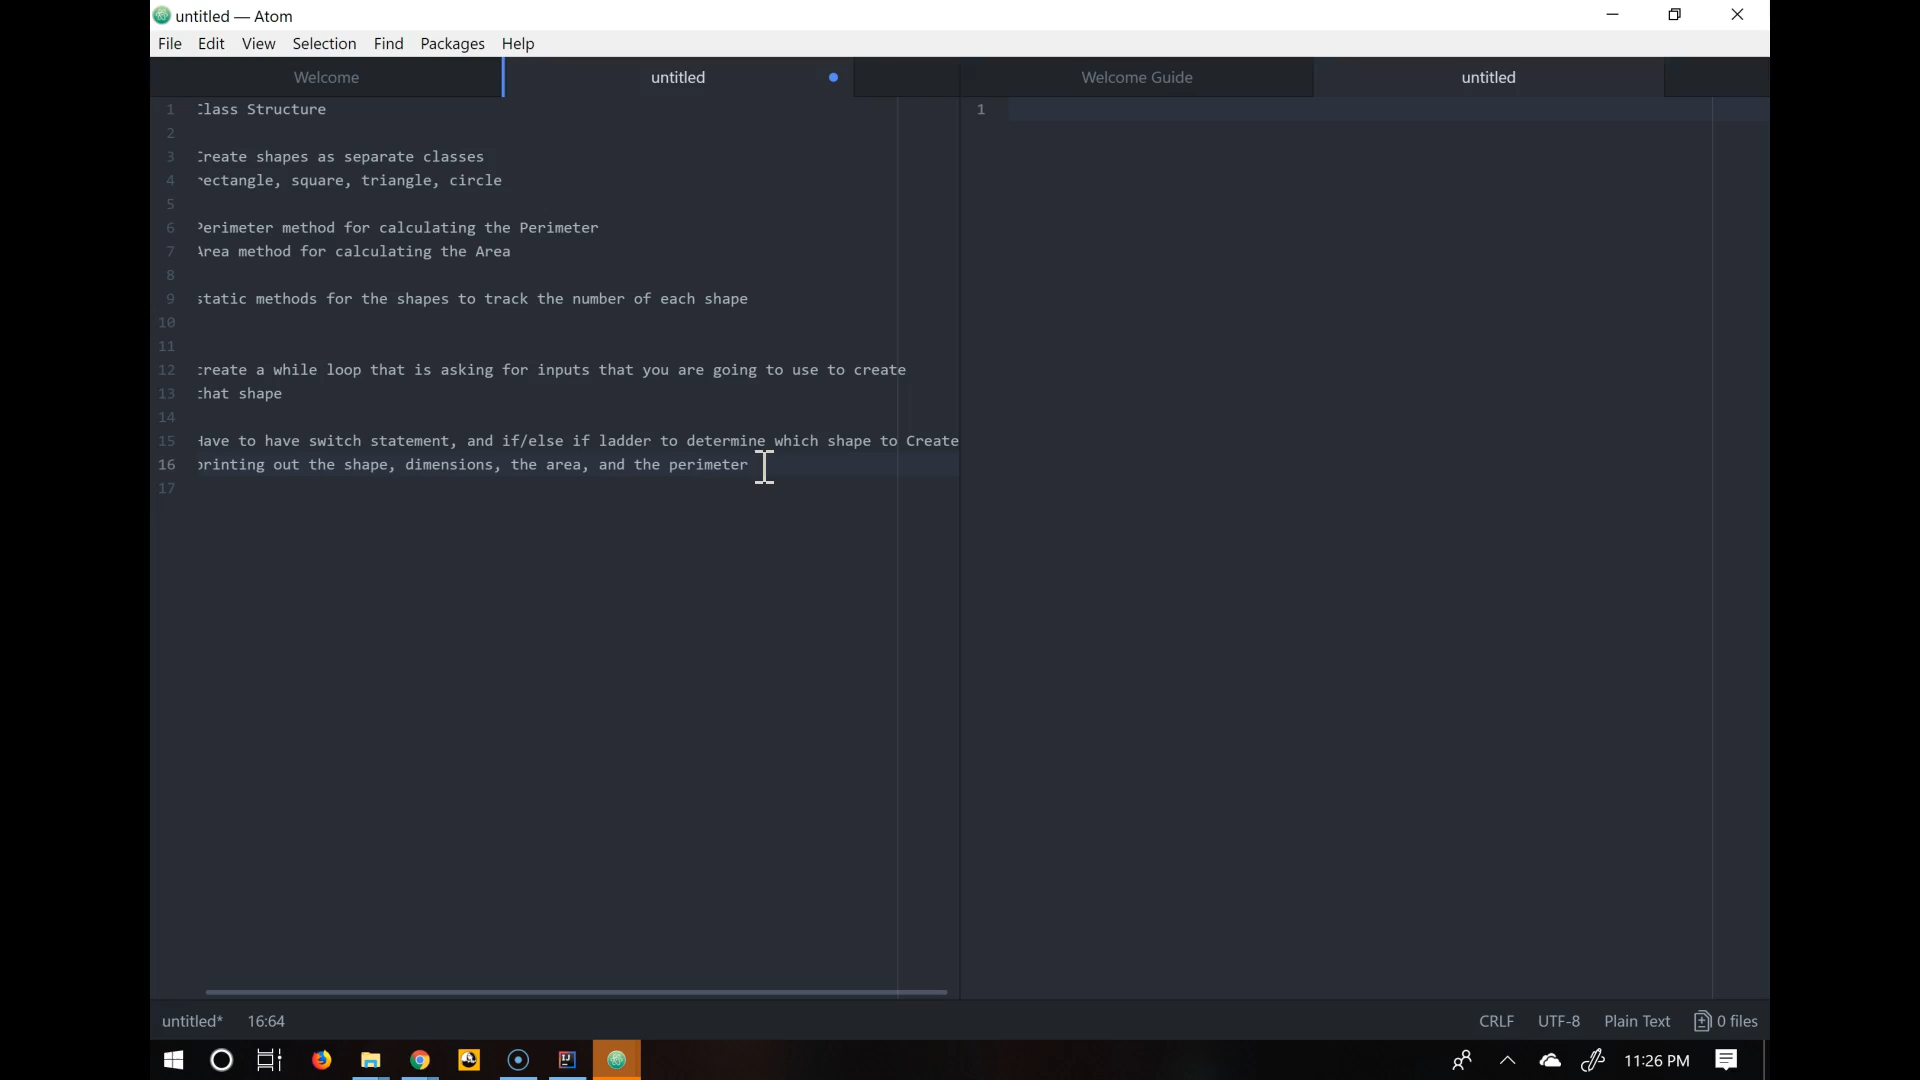 untitled — Atom
File Edit View Selection Find Packages Help
Welcome untitled Welcome Guide untitled
1 Class Structure 1
2
3 Create shapes as separate classes
4 rectangle, square, triangle, circle
5
6 Perimeter method for calculating the Perimeter
7 Area method for calculating the Area
8
9 static methods for the shapes to track the number of each shape
10
11
12 create a while loop that is asking for inputs that you are going to use to create
13 that shape
14
15 Have to have switch statement, and if/else if ladder to determine which shape to Create
16 printing out the shape, dimensions, the area, and the perimeter
17
untitled* 16:64 CRLF UTF-8 Plain Text 0 files
11:26 PM